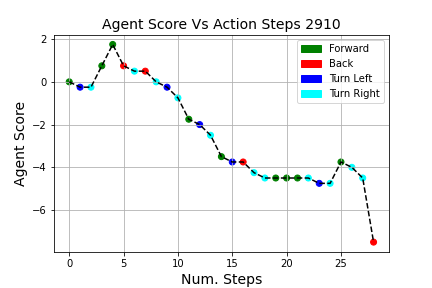 Agent Score Vs Action Steps 2910
Forward
Back
Turn Left
Turn Right
Agent Score
2
0
−2
−4
−6
0 5 10 15 20 25
Num. Steps